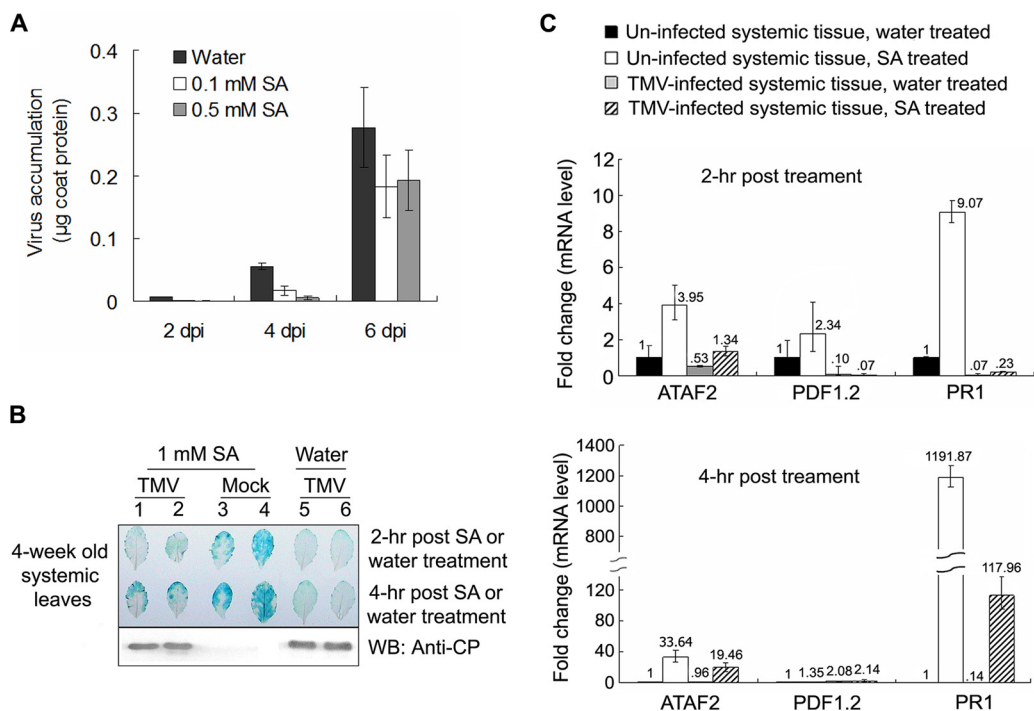 A
0.4
0.3
0.2
0.1
0
Virus accumulation
(µg coat protein)
Water
0.1 mM SA
0.5 mM SA
2 dpi 4 dpi 6 dpi
B
1 mM SA Water
TMV Mock TMV
1 2 3 4 5 6
4-week old
systemic
leaves
2-hr post SA or
water treatment
4-hr post SA or
water treatment
WB: Anti-CP
C
Un-infected systemic tissue, water treated
Un-infected systemic tissue, SA treated
TMV-infected systemic tissue, water treated
TMV-infected systemic tissue, SA treated
2-hr post treament
Fold change (mRNA level)
12
10
8
6
4
2
0
1 3.95 .53 1.34
1 2.34 .10 .07
1 9.07 .07 .23
ATAF2 PDF1.2 PR1
4-hr post treament
Fold change (mRNA level)
1400
1200
1000
800
120
80
40
0
1 33.64 .96 19.46
1 1.35 2.08 2.14
1 1191.87 .14 117.96
ATAF2 PDF1.2 PR1